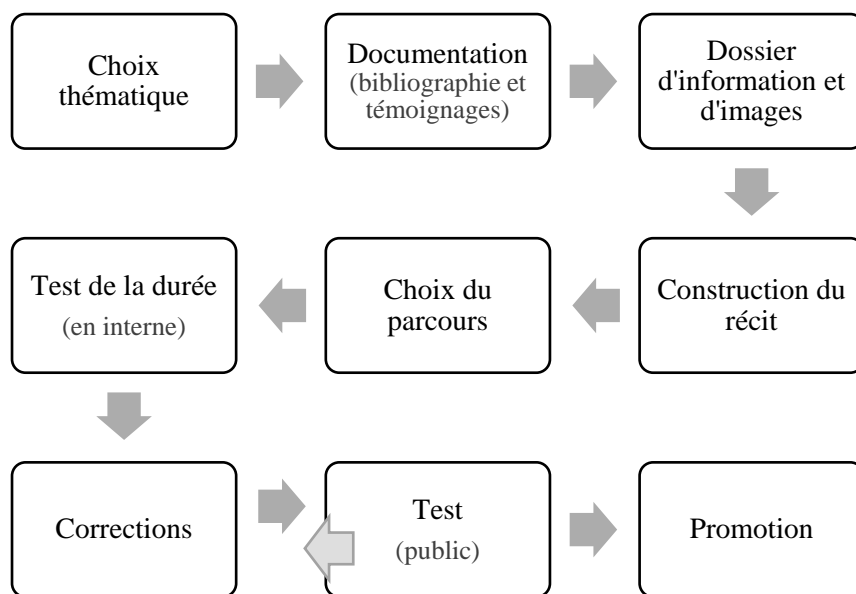 Choix
thématique
Documentation
(bibliographie et
témoignages)
Dossier
d'information et
d'images
Test de la durée
(en interne)
Choix du
parcours
Construction du
récit
Corrections
Test
(public)
Promotion